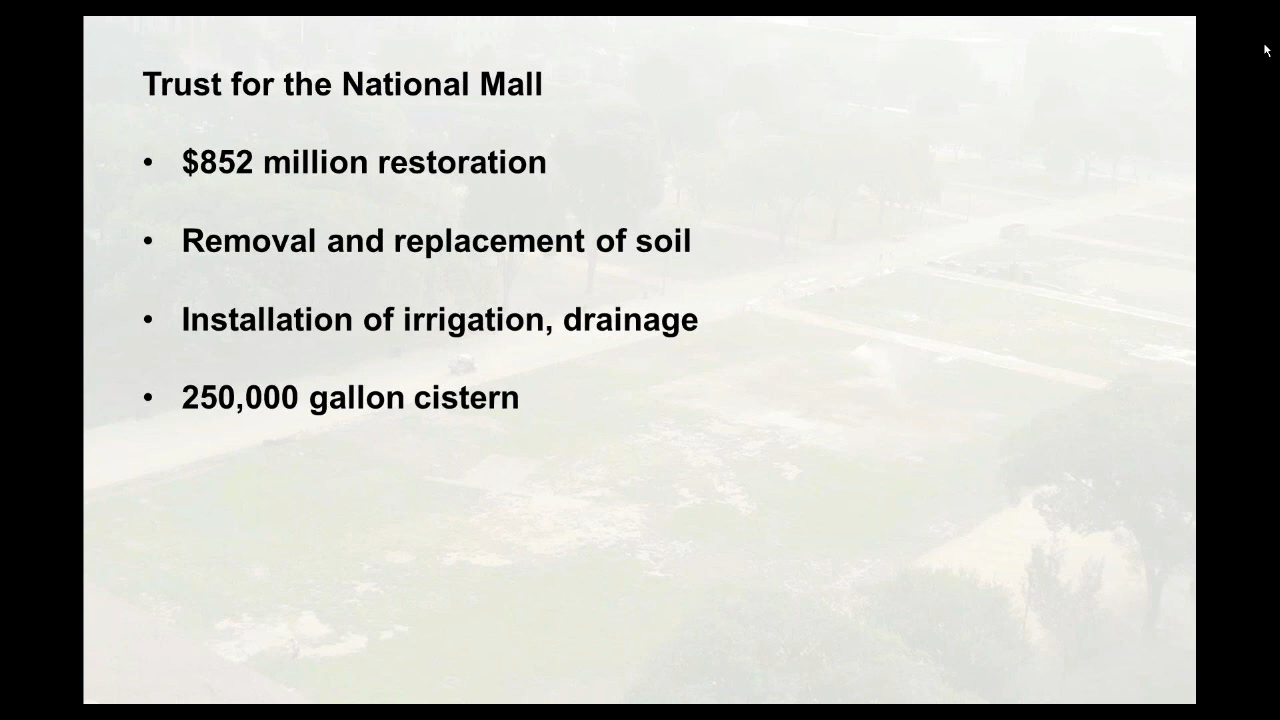 Trust for the National Mall
• $852 million restoration
• Removal and replacement of soil
• Installation of irrigation, drainage
• 250,000 gallon cistern